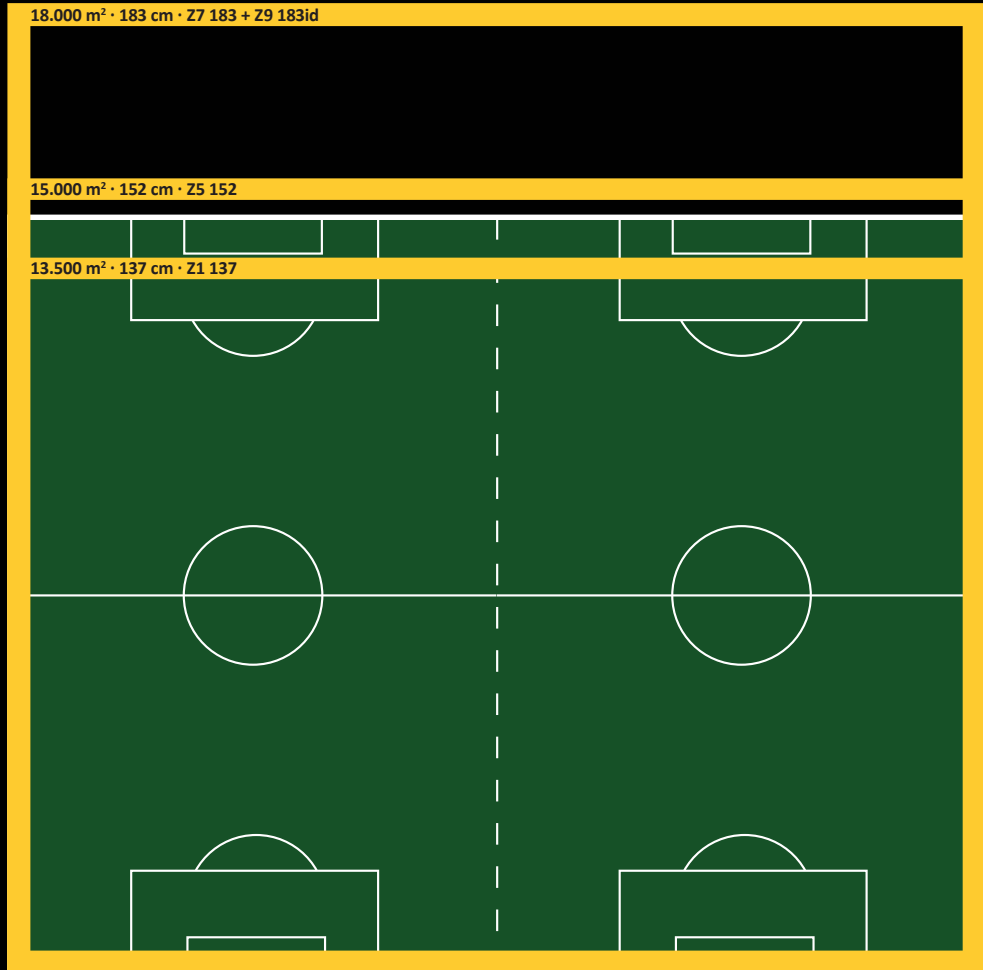 18.000 m² · 183 cm · Z7 183 + Z9 183id
15.000 m² · 152 cm · Z5 152
13.500 m² · 137 cm · Z1 137